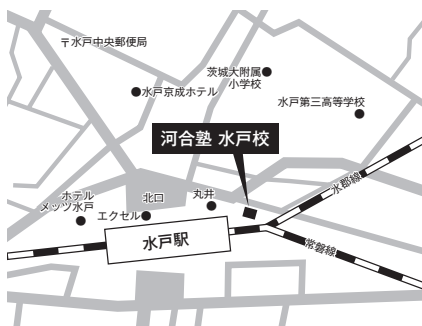 〒水戸中央郵便局
茨城大附属
小学校
水戸京成ホテル
水戸第三高等学校
河合塾 水戸校
水郡線
ホテル
メッツ水戸
北口
丸井
エクセル
水戸駅
常磐線